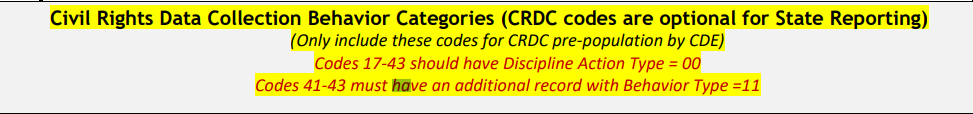 Civil Rights Data Collection Behavior Categories (CRDC codes are optional for State Reporting)
(Only include these codes for CRDC pre-population by CDE)
Codes 17-43 should have Discipline Action Type = 00
Codes 41-43 must have an additional record with Behavior Type =11